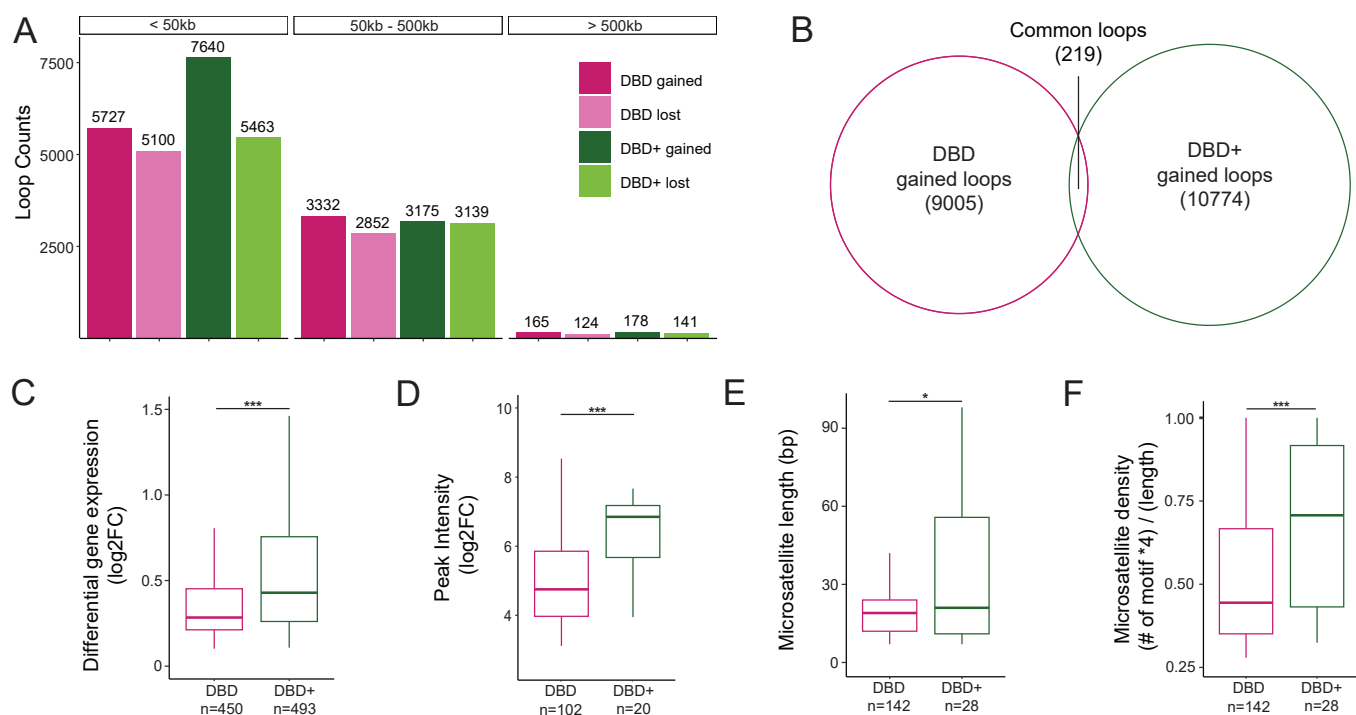 A
< 50kb
50kb - 500kb
> 500kb
Loop Counts
7500
5000
2500
5727
5100
7640
5463
3332
2852
3175
3139
165
124
178
141
DBD gained
DBD lost
DBD+ gained
DBD+ lost
B
Common loops
(219)
DBD
gained loops
(9005)
DBD+
gained loops
(10774)
C
Differential gene expression
(log2FC)
1.5
1.0
0.5
0
***
DBD
n=450
DBD+
n=493
D
Peak Intensity
(log2FC)
10
8
6
4
***
DBD
n=102
DBD+
n=20
E
Microsatellite length (bp)
90
60
30
0
*
DBD
n=142
DBD+
n=28
F
Microsatellite density
(# of motif *4) / (length)
1.00
0.75
0.50
0.25
***
DBD
n=142
DBD+
n=28